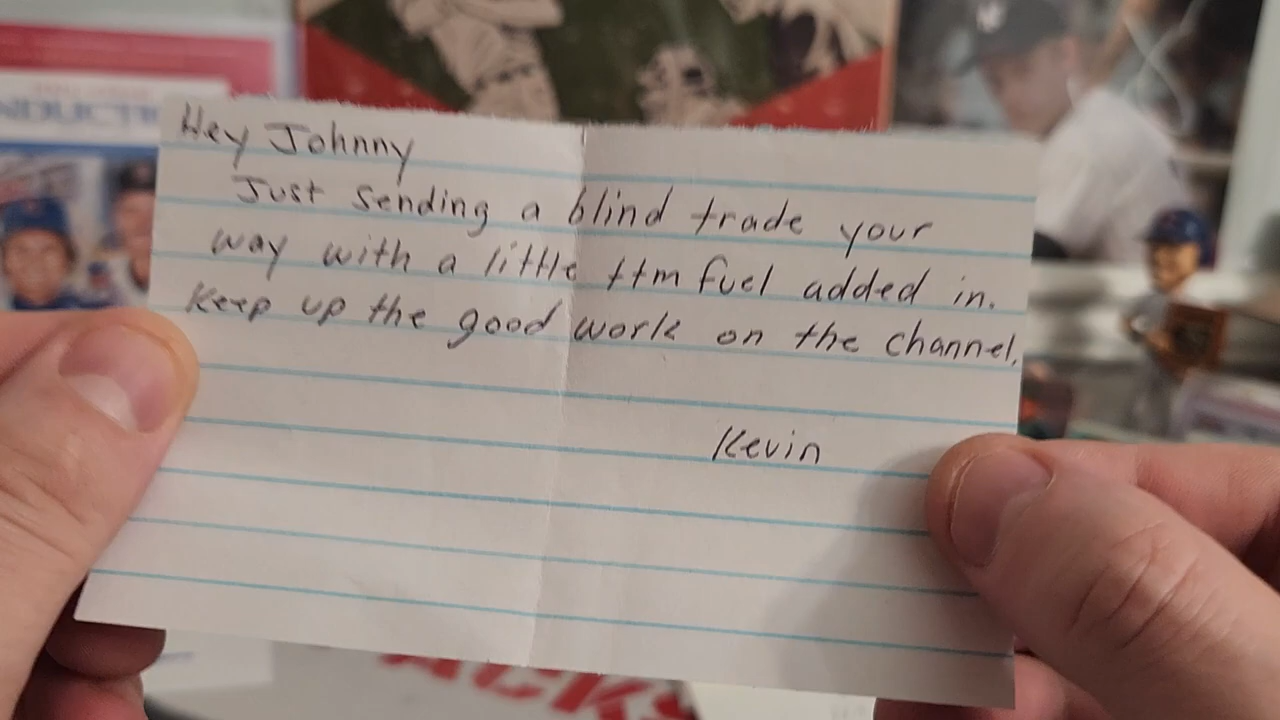 Hey Johnny
Just sending a blind trade your
way with a little ttm fuel added in.
Keep up the good work on the channel.
Kevin